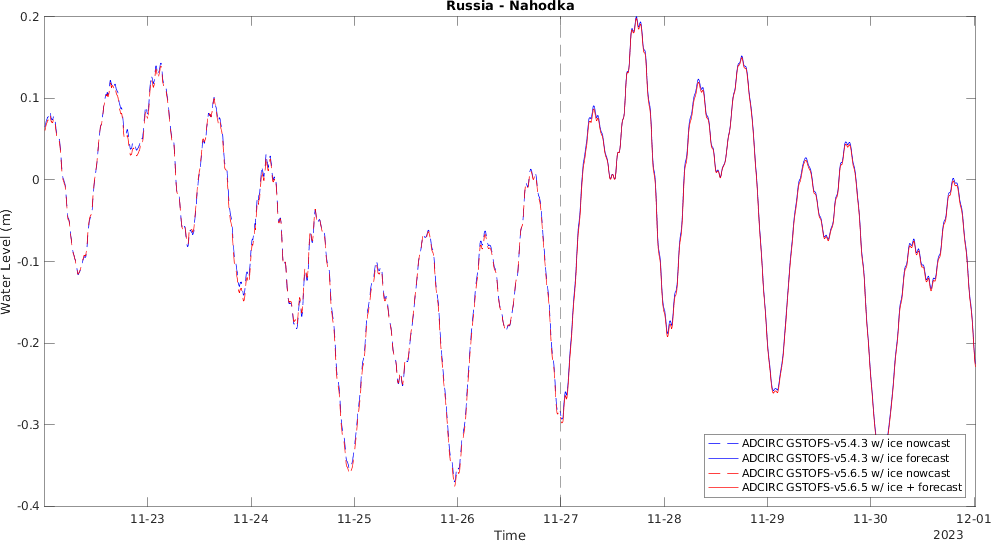 Russia - Nahodka
0.2
0.1
0
-0.1
-0.2
-0.3
-0.4
Water Level (m)
ADCIRC GSTOFS-v5.4.3 w/ ice nowcast
ADCIRC GSTOFS-v5.4.3 w/ ice forecast
ADCIRC GSTOFS-v5.6.5 w/ ice nowcast
ADCIRC GSTOFS-v5.6.5 w/ ice + forecast
11-23 11-24 11-25 11-26 11-27 11-28 11-29 11-30 12-01
Time
2023